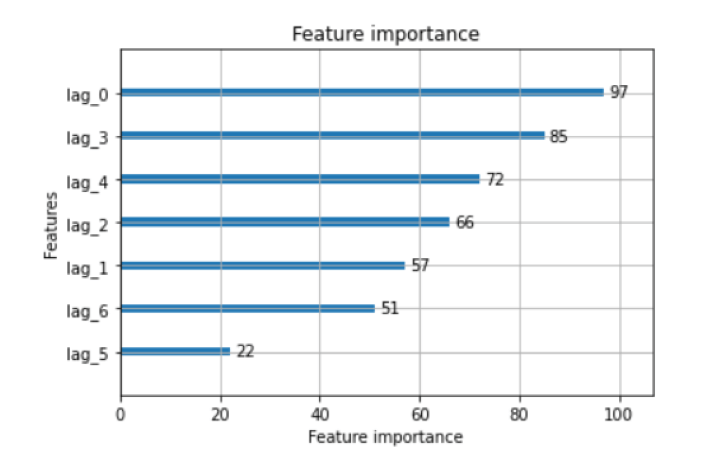 Feature importance
lag_0 97
lag_3 85
lag_4 72
lag_2 66
lag_1 57
lag_6 51
lag_5 22
Features
0 20 40 60 80 100
Feature importance